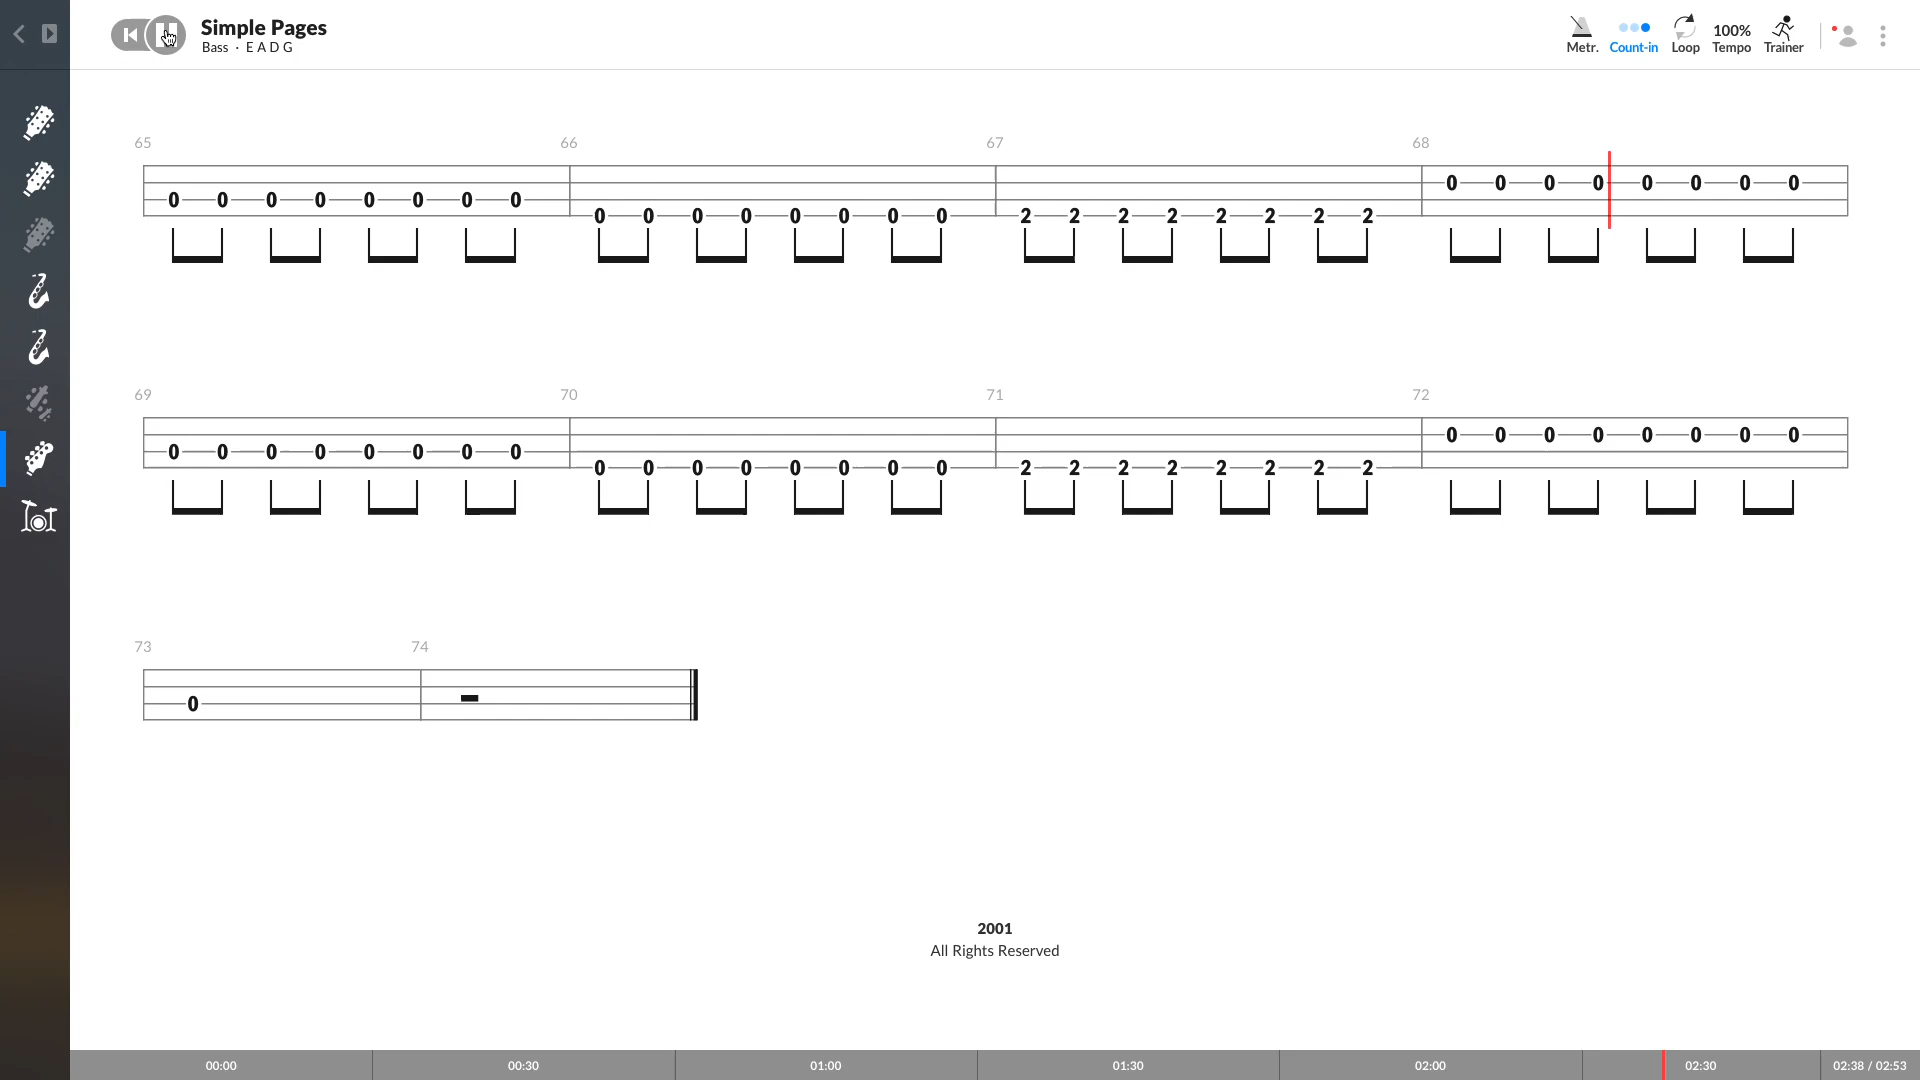 Simple Pages
Bass · E A D G
Metr.
Count-in
Loop
100%
Tempo
Trainer
65 66 67 68
0 0 0 0 0 0 0 0 0 0 0 0 0 0 0 0 2 2 2 2 2 2 2 2 0 0 0 0 0 0 0 0
69 70 71 72
0 0 0 0 0 0 0 0 0 0 0 0 0 0 0 0 2 2 2 2 2 2 2 2 0 0 0 0 0 0 0 0
73 74
0
2001
All Rights Reserved
00:00 00:30 01:00 01:30 02:00 02:30 02:38 / 02:53